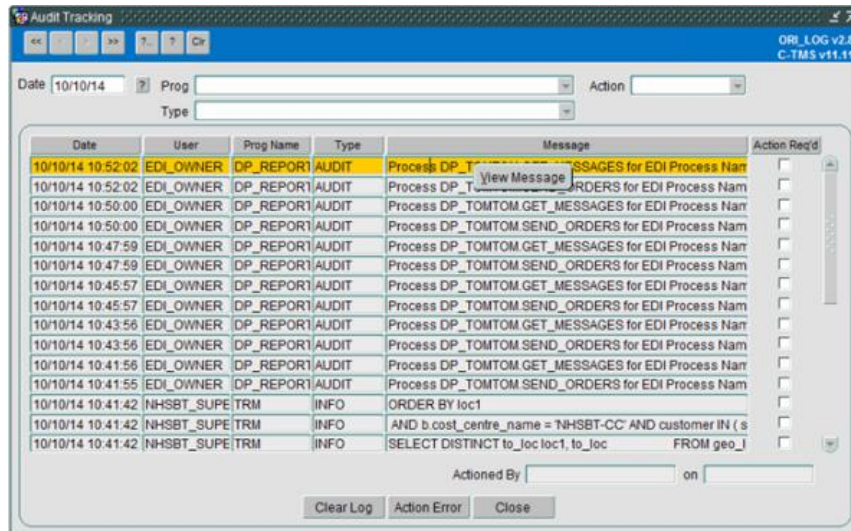 Audit Tracking
<< < > >> ?.. ? Clr
ORI_LOG v2.8
C-TMS v11.11
Date 10/10/14 ? Prog Action
Type
Date User Prog Name Type Message Action Req'd
10/10/14 10:52:02 EDI_OWNER DP_REPORT AUDIT Process DP_TOMTOM.GET_MESSAGES for EDI Process Nam
View Message
10/10/14 10:52:02 EDI_OWNER DP_REPORT AUDIT Process DP_TOMTOM.SEND_ORDERS for EDI Process Nam
10/10/14 10:50:00 EDI_OWNER DP_REPORT AUDIT Process DP_TOMTOM.GET_MESSAGES for EDI Process Nam
10/10/14 10:50:00 EDI_OWNER DP_REPORT AUDIT Process DP_TOMTOM.SEND_ORDERS for EDI Process Nam
10/10/14 10:47:59 EDI_OWNER DP_REPORT AUDIT Process DP_TOMTOM.GET_MESSAGES for EDI Process Nam
10/10/14 10:47:59 EDI_OWNER DP_REPORT AUDIT Process DP_TOMTOM.SEND_ORDERS for EDI Process Nam
10/10/14 10:45:57 EDI_OWNER DP_REPORT AUDIT Process DP_TOMTOM.GET_MESSAGES for EDI Process Nam
10/10/14 10:45:57 EDI_OWNER DP_REPORT AUDIT Process DP_TOMTOM.SEND_ORDERS for EDI Process Nam
10/10/14 10:43:56 EDI_OWNER DP_REPORT AUDIT Process DP_TOMTOM.GET_MESSAGES for EDI Process Nam
10/10/14 10:43:56 EDI_OWNER DP_REPORT AUDIT Process DP_TOMTOM.SEND_ORDERS for EDI Process Nam
10/10/14 10:41:56 EDI_OWNER DP_REPORT AUDIT Process DP_TOMTOM.GET_MESSAGES for EDI Process Nam
10/10/14 10:41:55 EDI_OWNER DP_REPORT AUDIT Process DP_TOMTOM.SEND_ORDERS for EDI Process Nam
10/10/14 10:41:42 NHSBT_SUPE TRM INFO ORDER BY loc1
10/10/14 10:41:42 NHSBT_SUPE TRM INFO AND b.cost_centre_name = 'NHSBT-CC' AND customer IN ( s
10/10/14 10:41:42 NHSBT_SUPE TRM INFO SELECT DISTINCT to_loc loc1, to_loc FROM geo_l
Actioned By on
Clear Log Action Error Close